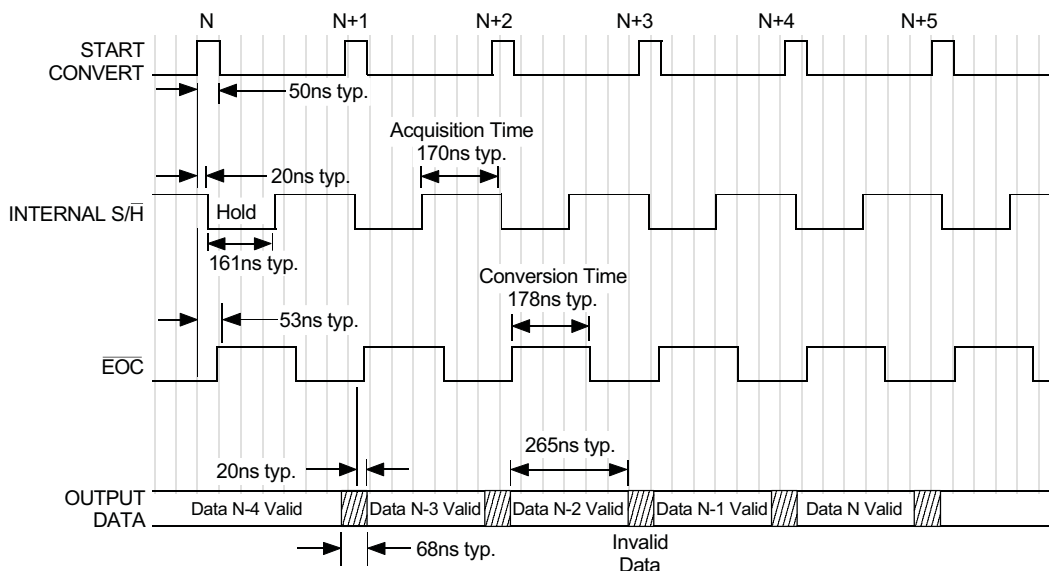 N N+1 N+2 N+3 N+4 N+5
START
CONVERT
50ns typ.
Acquisition Time
170ns typ.
20ns typ.
INTERNAL S/H̅
Hold
161ns typ.
Conversion Time
178ns typ.
53ns typ.
E̅O̅C̅
265ns typ.
20ns typ.
OUTPUT
DATA
Data N-4 Valid Data N-3 Valid Data N-2 Valid Data N-1 Valid Data N Valid
68ns typ.
Invalid
Data